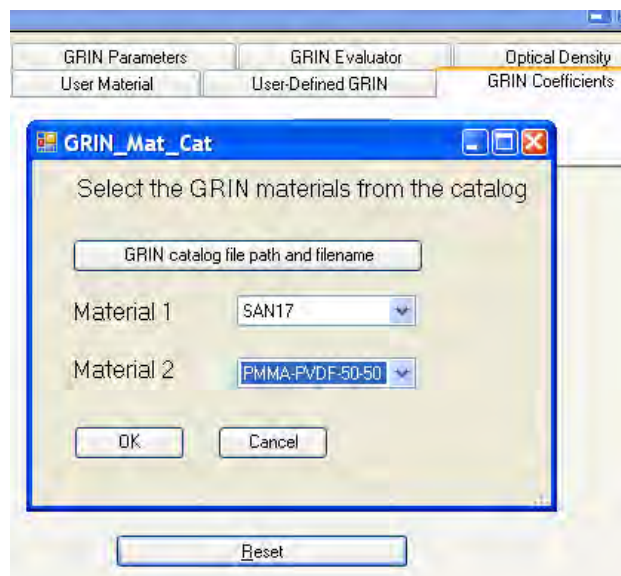 GRIN Parameters GRIN Evaluator Optical Density
User Material User-Defined GRIN GRIN Coefficients
GRIN_Mat_Cat
Select the GRIN materials from the catalog
GRIN catalog file path and filename
Material 1 SAN17
Material 2 PMMA-PVDF-50-50
OK Cancel
Reset